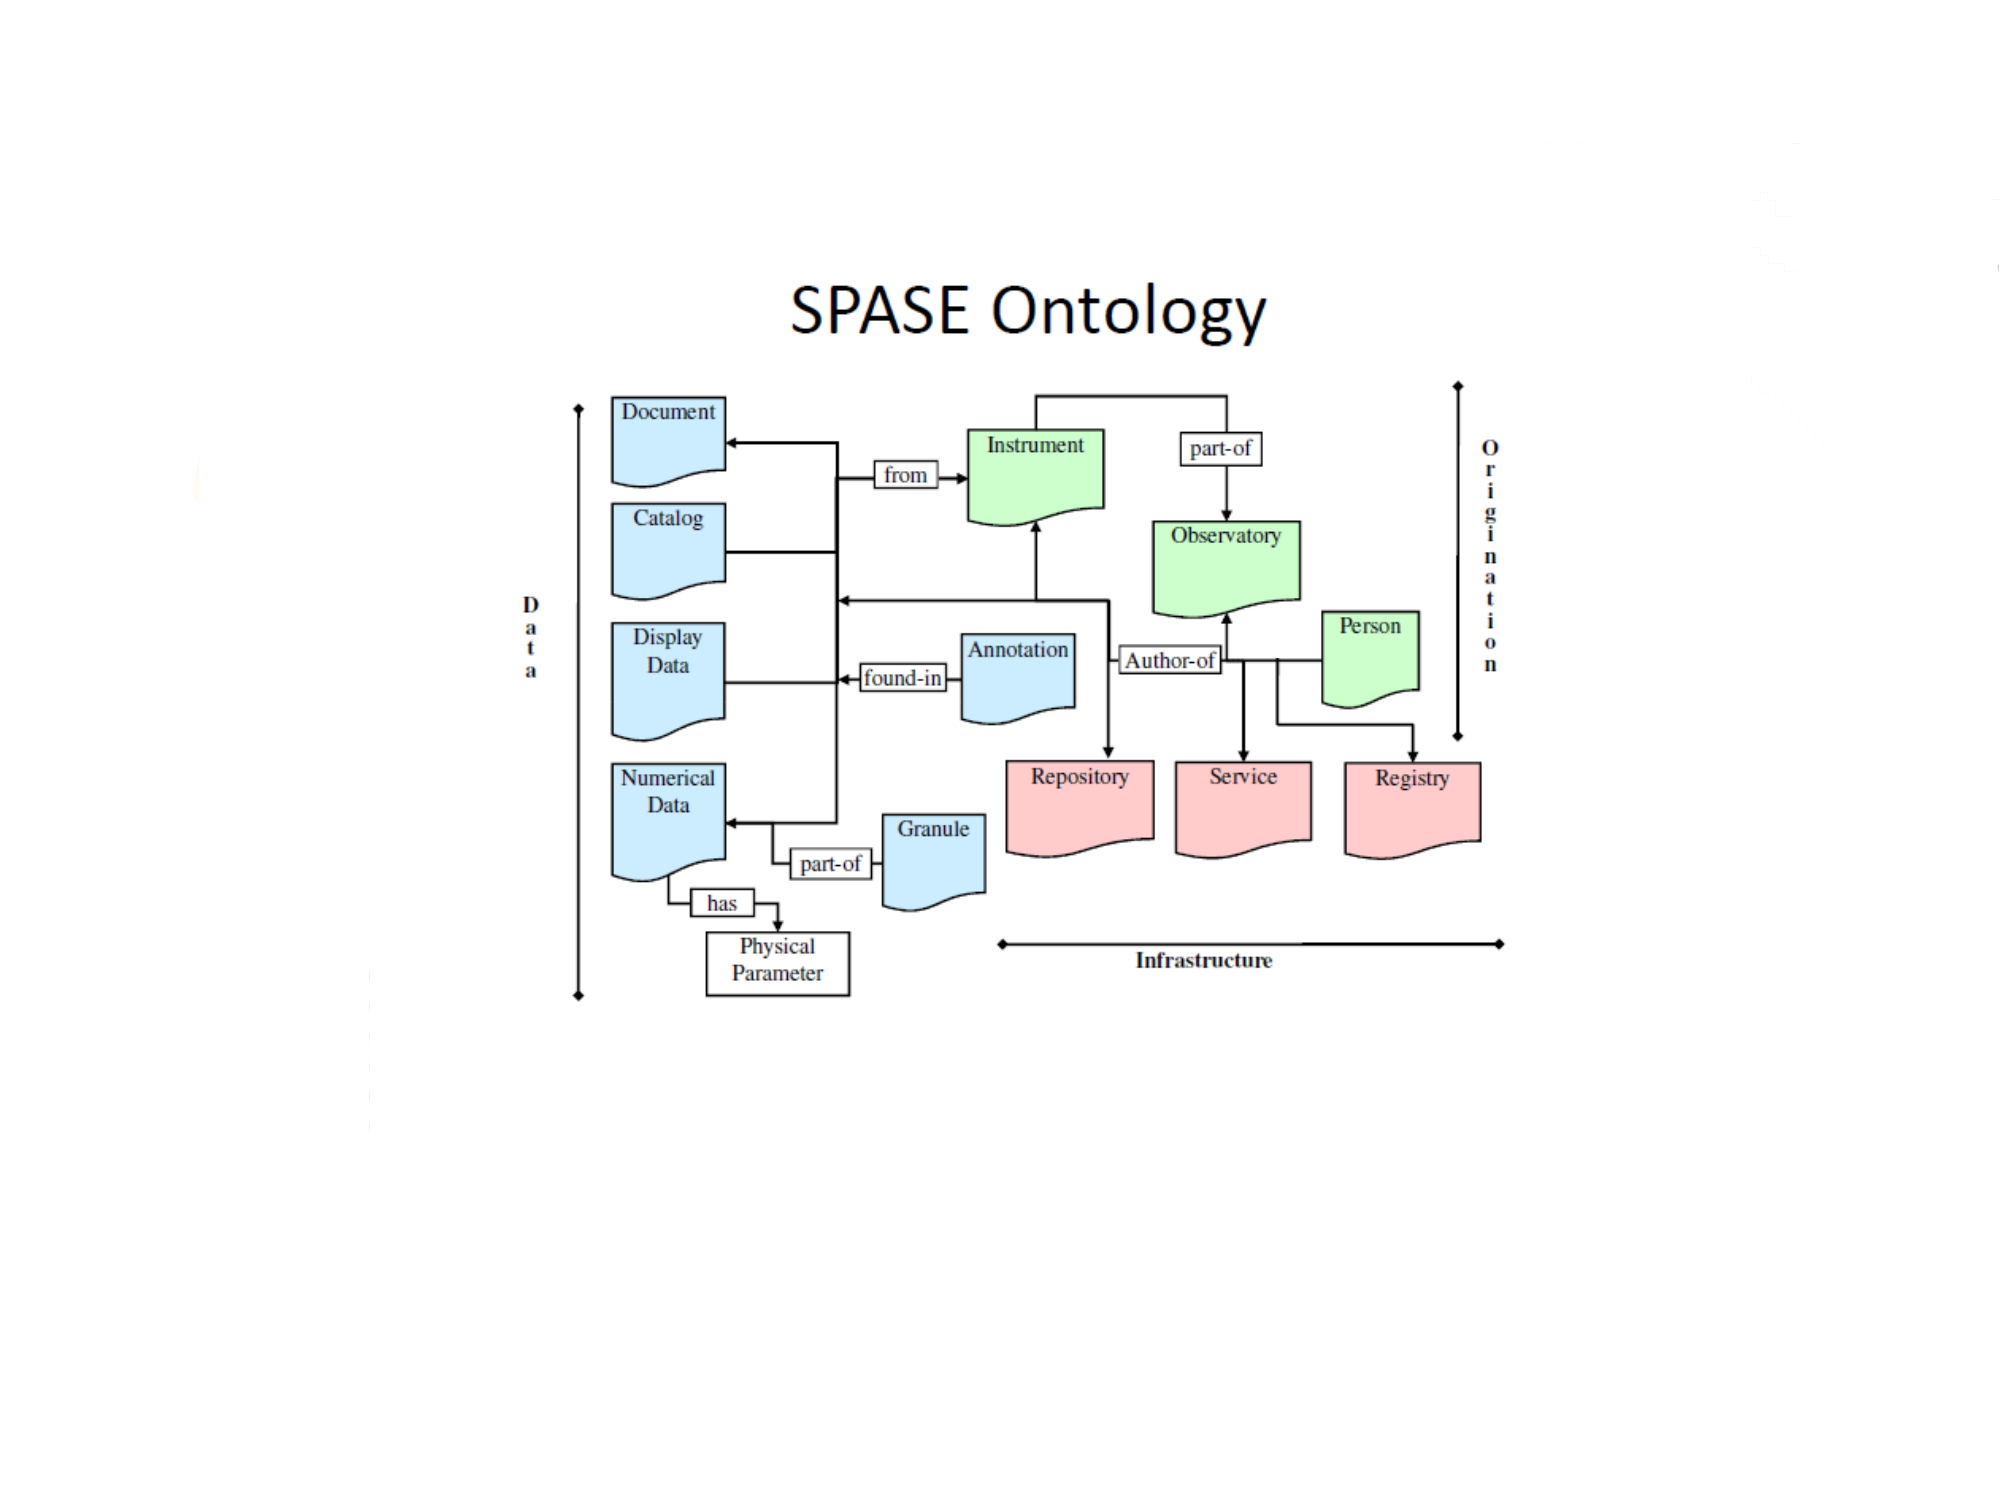 SPASE Ontology
Document
Catalog
Display
Data
Numerical
Data
Physical
Parameter
has
part-of
Granule
from
found-in
Annotation
Instrument
part-of
Observatory
Author-of
Person
Repository
Service
Registry
Data
Origination
Infrastructure